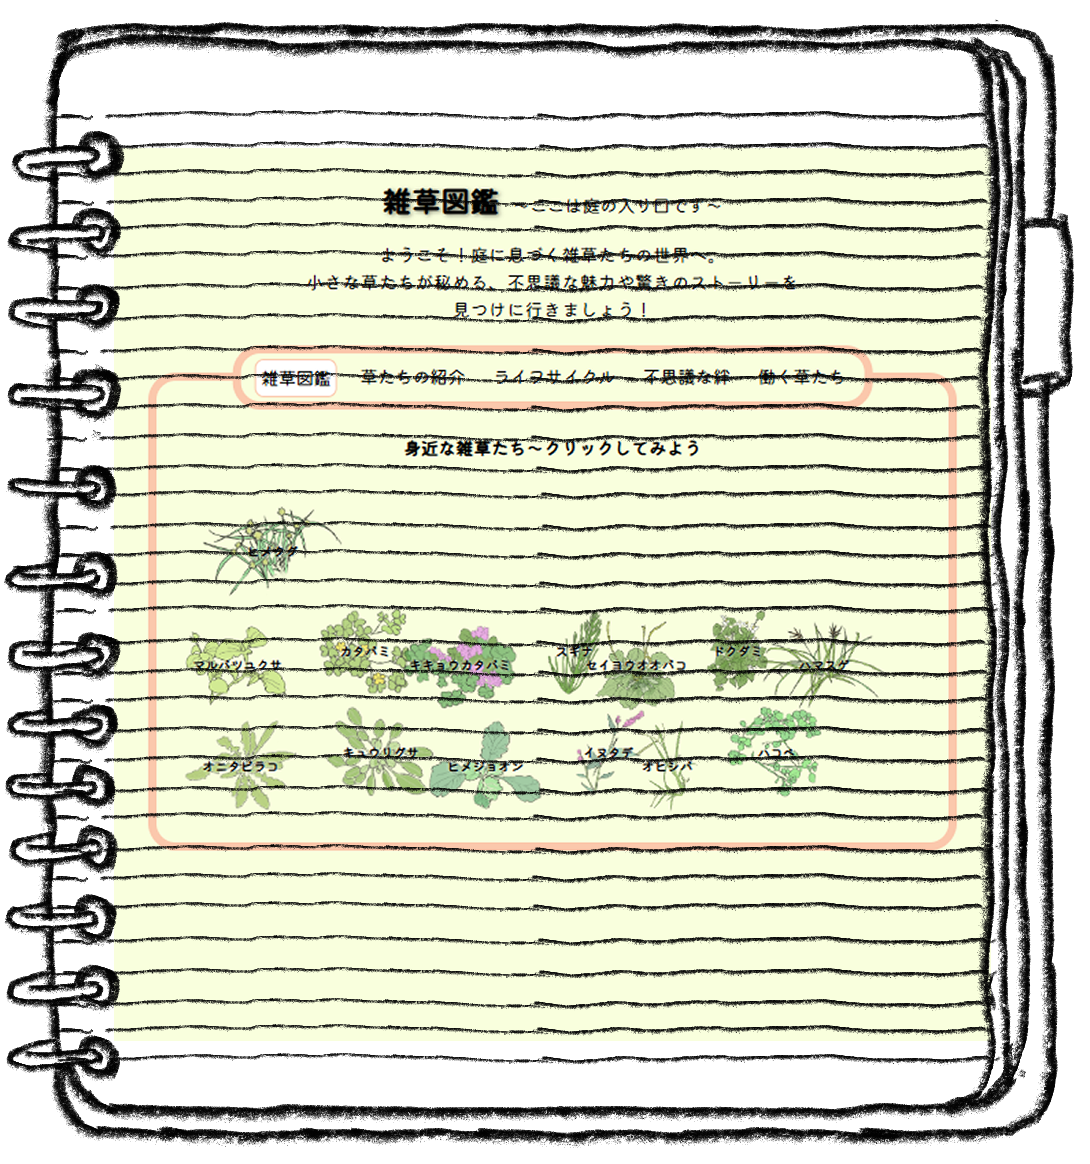 雑草図鑑 ～ここは庭の入り口です～
ようこそ！庭に息づく雑草たちの世界へ。
小さな草たちが秘める、不思議な魅力や驚きのストーリーを
見つけに行きましょう！
雑草図鑑 草たちの紹介 ライフサイクル 不思議な絆 働く草たち
身近な雑草たち～クリックしてみよう
ヒメクグ
マルバツユクサ カタバミ キキョウカタバミ スギナ セイヨウオオバコ ドクダミ ハマスゲ
オニタビラコ キュウリグサ ヒメジョオン イヌタデ オヒシバ ハコベ